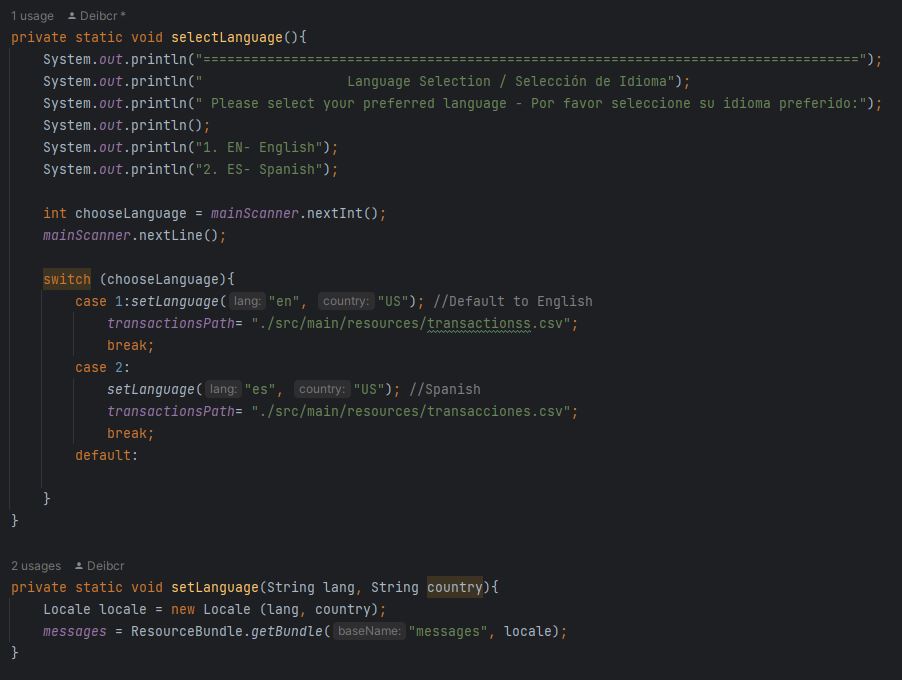 1 usage Deibcr *
private static void selectLanguage(){
System.out.println("==================================================================================");
System.out.println("                  Language Selection / Selección de Idioma");
System.out.println(" Please select your preferred language - Por favor seleccione su idioma preferido:");
System.out.println();
System.out.println("1. EN- English");
System.out.println("2. ES- Spanish");
int chooseLanguage = mainScanner.nextInt();
mainScanner.nextLine();
switch (chooseLanguage){
case 1:setLanguage( lang: "en", country: "US"); //Default to English
transactionsPath= "./src/main/resources/transactionss.csv";
break;
case 2:
setLanguage( lang: "es", country: "US"); //Spanish
transactionsPath= "./src/main/resources/transacciones.csv";
break;
default:
}
}
2 usages Deibcr
private static void setLanguage(String lang, String country){
Locale locale = new Locale (lang, country);
messages = ResourceBundle.getBundle( baseName: "messages", locale);
}